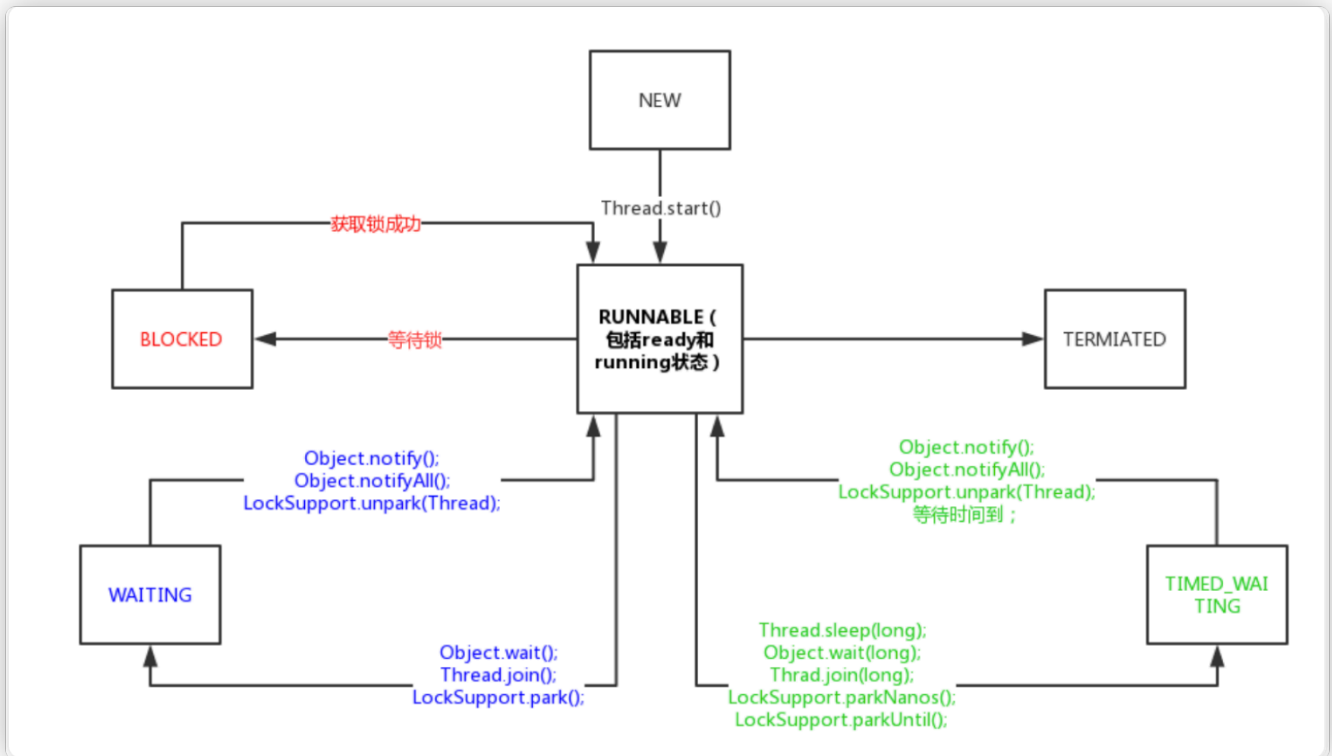 NEW
Thread.start()
获取锁成功
RUNNABLE（
包括ready和
running状态）
BLOCKED
等待锁
TERMIATED
Object.notify();
Object.notifyAll();
LockSupport.unpark(Thread);
Object.notify();
Object.notifyAll();
LockSupport.unpark(Thread);
等待时间到；
WAITING
TIMED_WAI
TING
Object.wait();
Thread.join();
LockSupport.park();
Thread.sleep(long);
Object.wait(long);
Thrad.join(long);
LockSupport.parkNanos();
LockSupport.parkUntil();